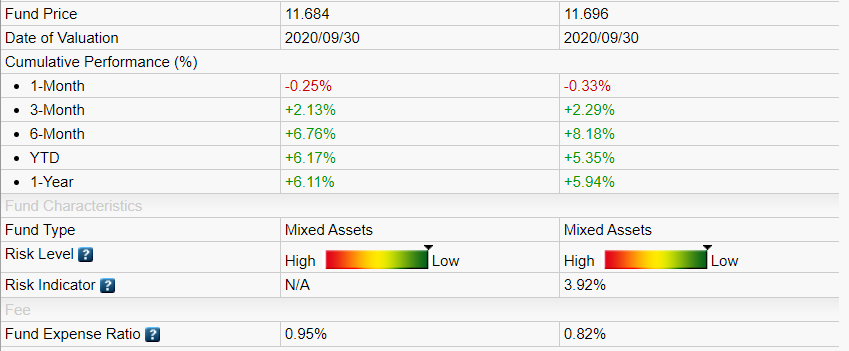 Fund Price 11.684 11.696
Date of Valuation 2020/09/30 2020/09/30
Cumulative Performance (%)
• 1-Month -0.25% -0.33%
• 3-Month +2.13% +2.29%
• 6-Month +6.76% +8.18%
• YTD +6.17% +5.35%
• 1-Year +6.11% +5.94%
Fund Characteristics
Fund Type Mixed Assets Mixed Assets
Risk Level ? High Low High Low
Risk Indicator ? N/A 3.92%
Fee
Fund Expense Ratio ? 0.95% 0.82%